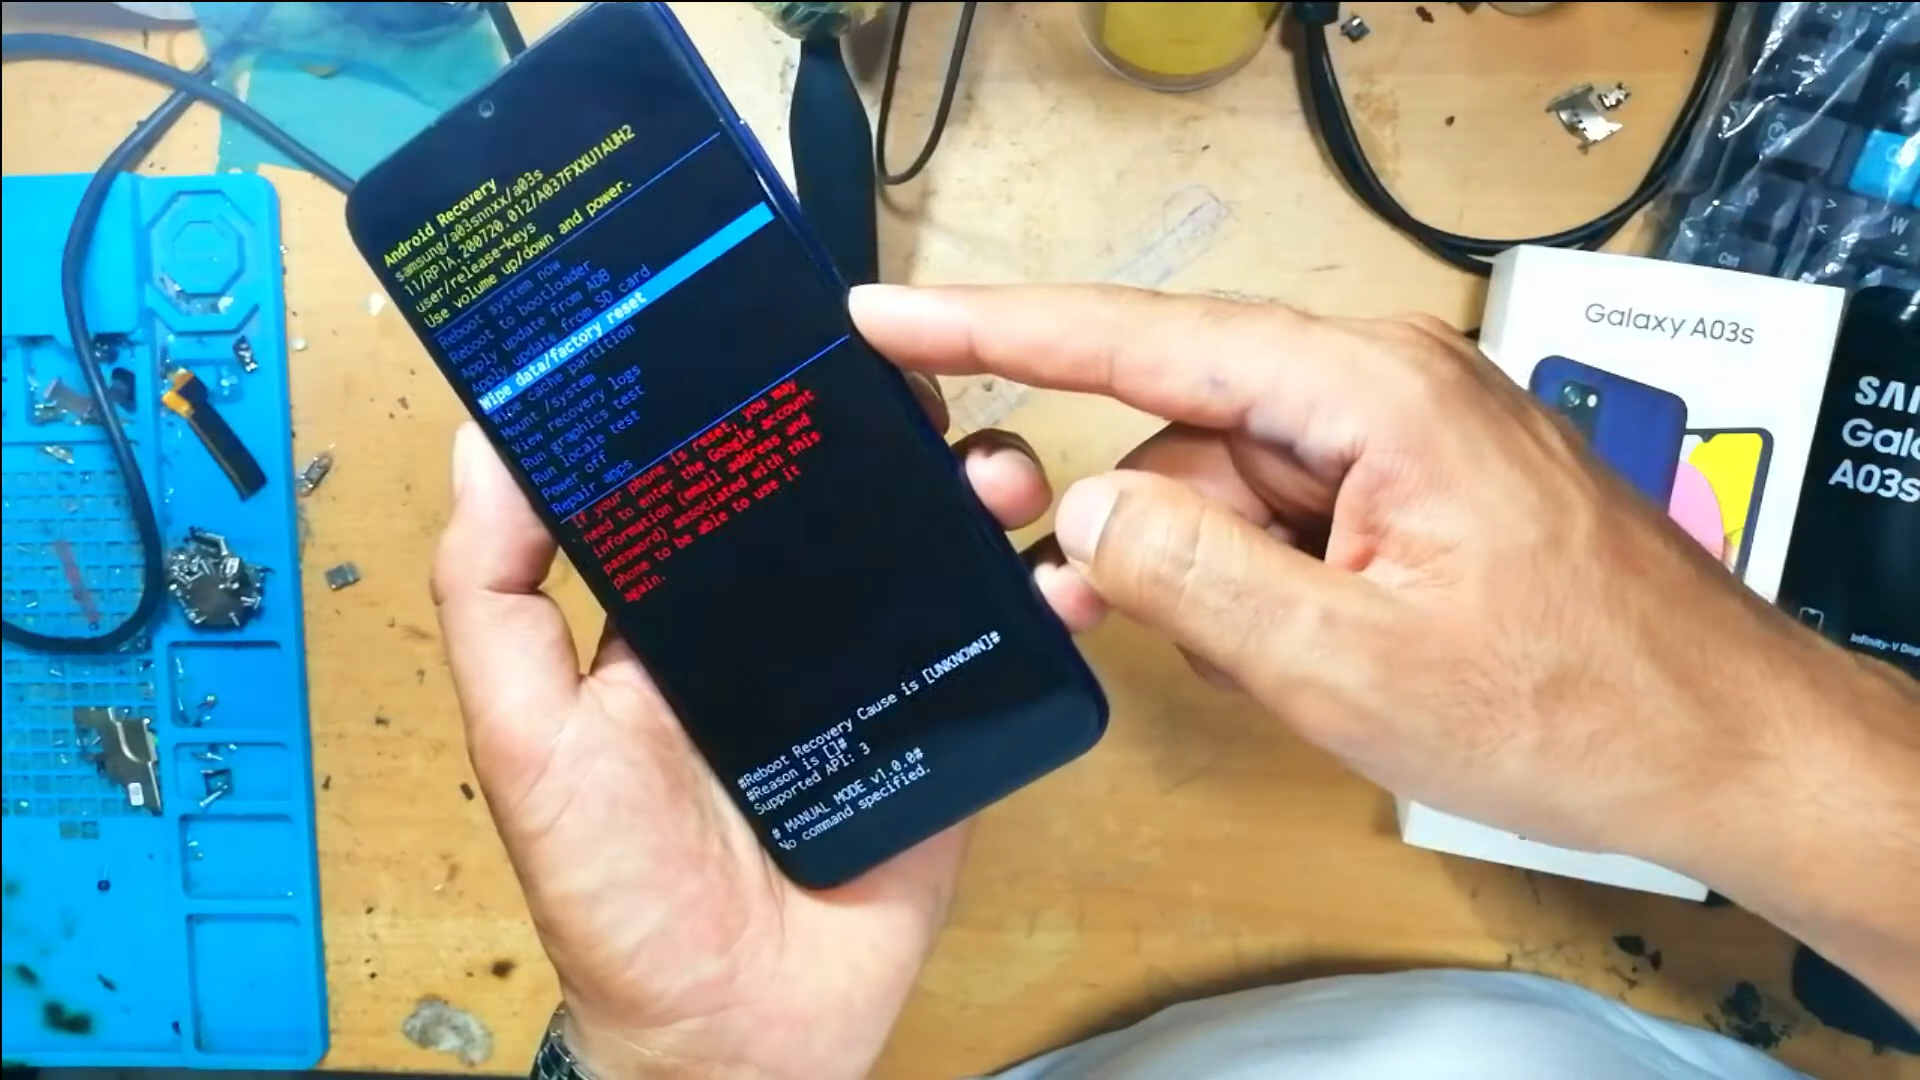 Android Recovery
samsung/a03snnxx/a03s
11/RP1A.200720.012/A037FXXU1AUH2
user/release-keys
Use volume up/down and power.
Reboot system now
Reboot to bootloader
Apply update from ADB
Apply update from SD card
Wipe data/factory reset
Wipe cache partition
Mount /system
View recovery logs
Run graphics test
Run locale test
Power off
Repair apps
If your phone is reset, you may
need to enter the Google account
information (email address and
password) associated with this
phone to be able to use it
again.
#Reboot Recovery Cause is [UNKNOWN]#
#Reason is []#
Supported API: 3
# MANUAL MODE v1.0.0#
No command specified.
Galaxy A03s
A03s
Infinity-V
Ctrl
W
A